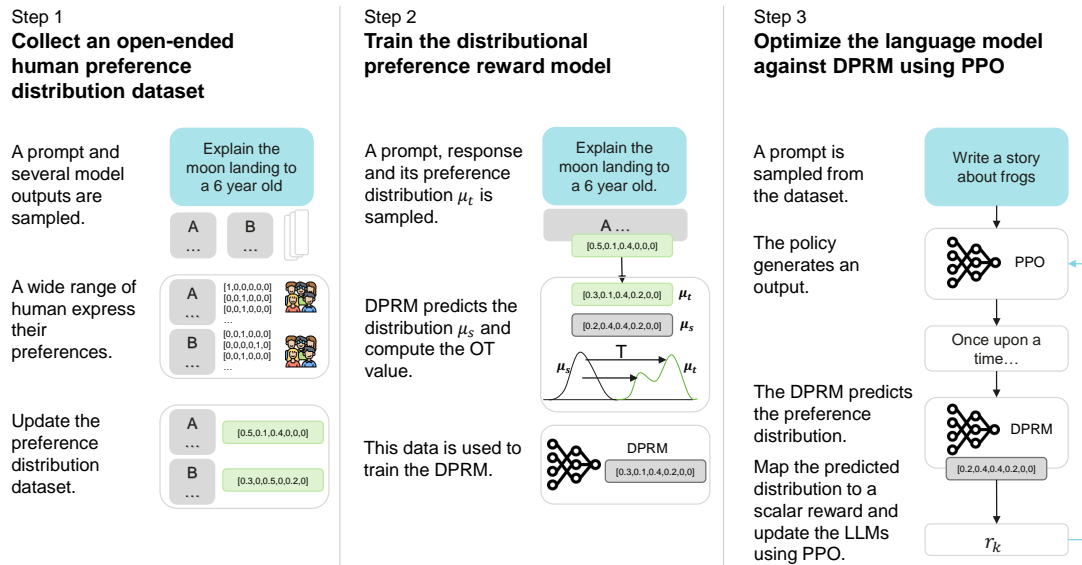 Step 1
Collect an open-ended
human preference
distribution dataset
A prompt and
several model
outputs are
sampled.
Explain the
moon landing to
a 6 year old
A
...
B
...
A wide range of
human express
their
preferences.
A
...
[1,0,0,0,0,0]
[0,0,1,0,0,0]
[0,0,1,0,0,0]
...
B
...
[0,0,1,0,0,0]
[0,0,0,0,1,0]
[0,0,1,0,0,0]
...
Update the
preference
distribution
dataset.
A
...
[0.5,0.1,0.4,0,0,0]
B
...
[0.3,0,0.5,0,0.2,0]
Step 2
Train the distributional
preference reward model
A prompt, response
and its preference
distribution μt is
sampled.
Explain the
moon landing to
a 6 year old.
A ...
[0.5,0.1,0.4,0,0,0]
DPRM predicts the
distribution μs and
compute the OT
value.
[0.3,0.1,0.4,0.2,0,0] μt
[0.2,0.4,0.4,0.2,0,0] μs
T
μs
μt
This data is used to
train the DPRM.
DPRM
[0.3,0.1,0.4,0.2,0,0]
Step 3
Optimize the language model
against DPRM using PPO
A prompt is
sampled from
the dataset.
Write a story
about frogs
The policy
generates an
output.
PPO
Once upon a
time...
The DPRM predicts
the preference
distribution.
DPRM
[0.2,0.4,0.4,0.2,0,0]
Map the predicted
distribution to a
scalar reward and
update the LLMs
using PPO.
rk